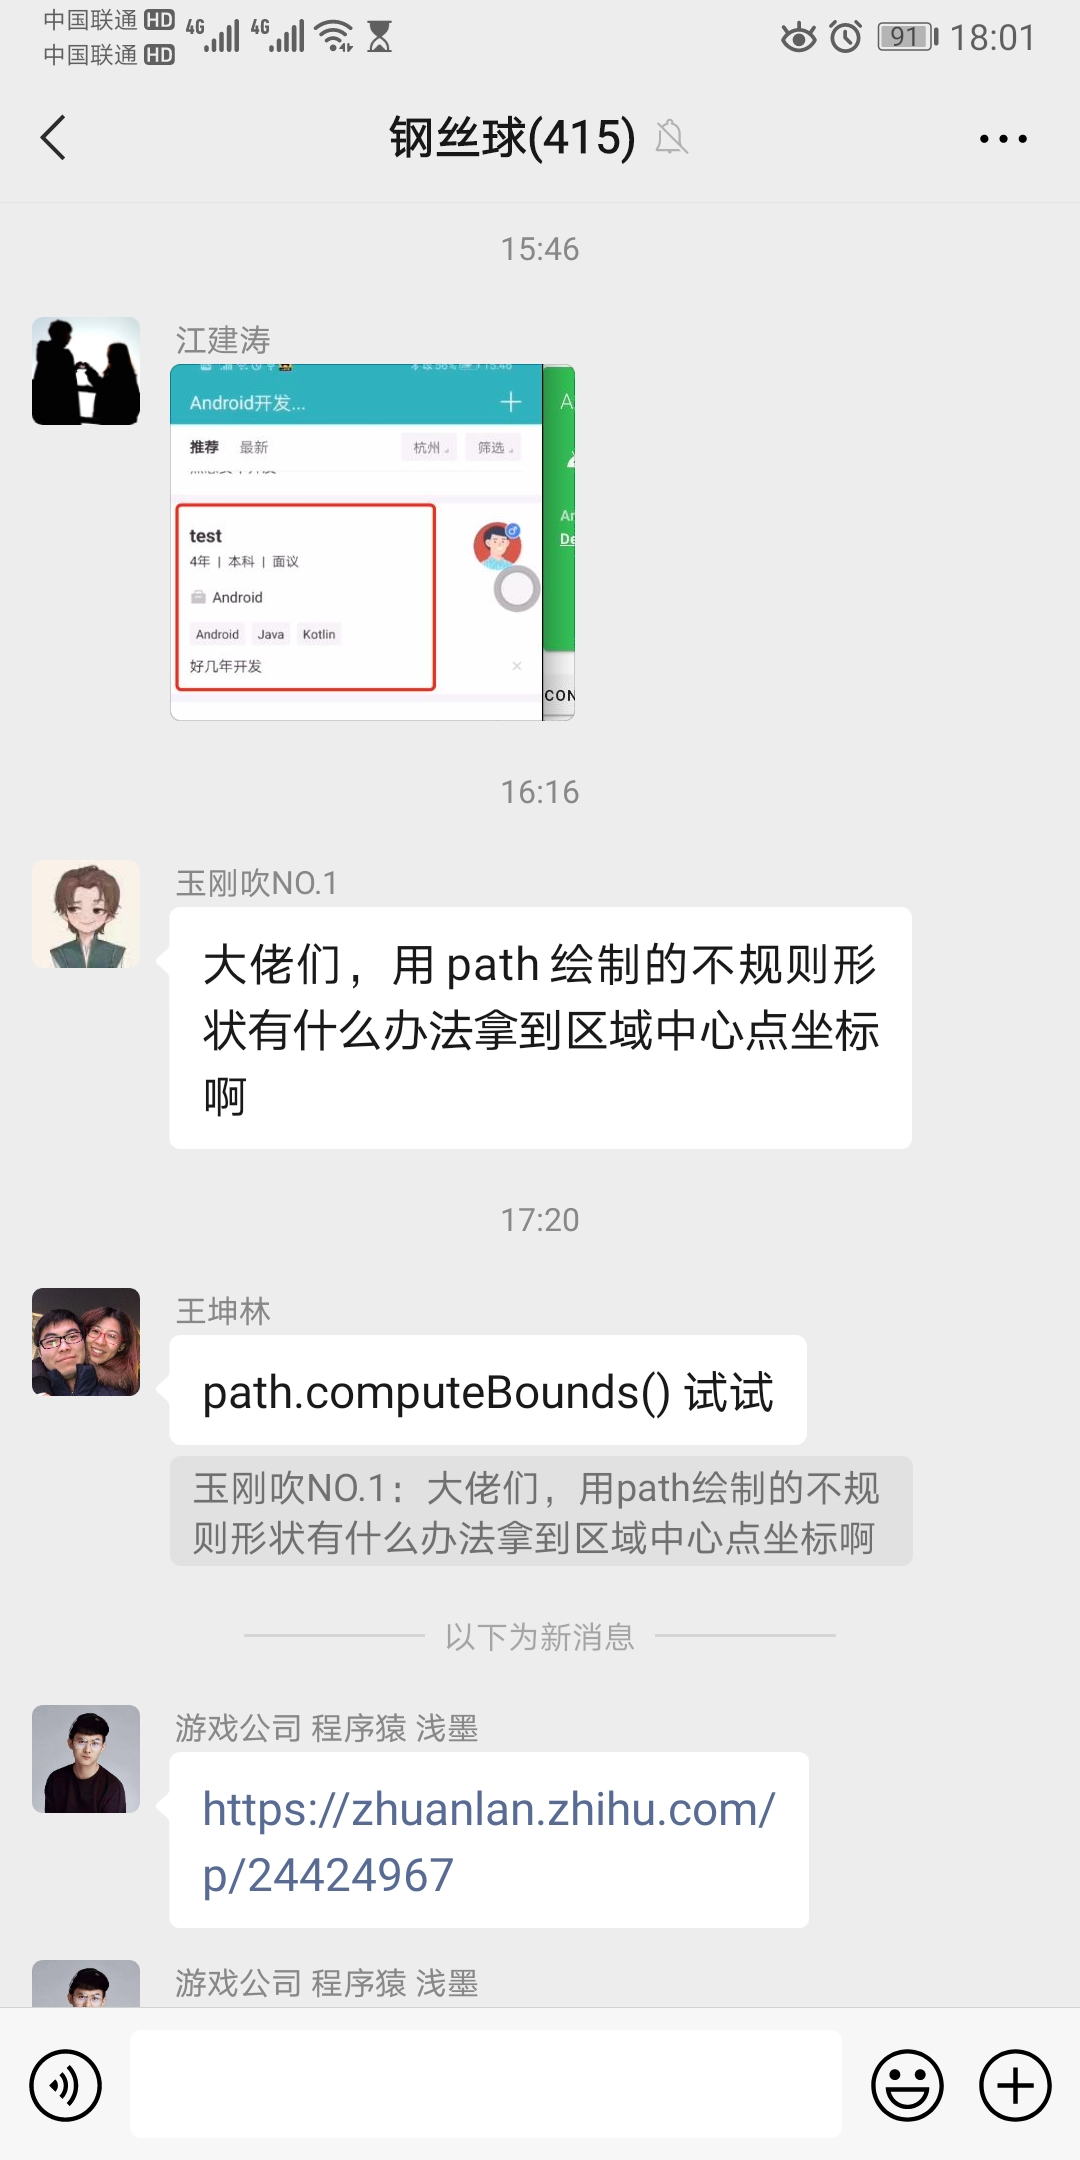 中国联通 HD 4G 4G 91 18:01
中国联通 HD
钢丝球(415)
15:46
江建涛
Android开发...
推荐 最新 杭州 筛选
test
4年 | 本科 | 面议
Android
Android Java Kotlin
好几年开发
CON
16:16
玉刚吹NO.1
大佬们，用path绘制的不规则形
状有什么办法拿到区域中心点坐标
啊
17:20
王坤林
path.computeBounds() 试试
玉刚吹NO.1：大佬们，用path绘制的不规
则形状有什么办法拿到区域中心点坐标啊
以下为新消息
游戏公司 程序猿 浅墨
https://zhuanlan.zhihu.com/
p/24424967
游戏公司 程序猿 浅墨